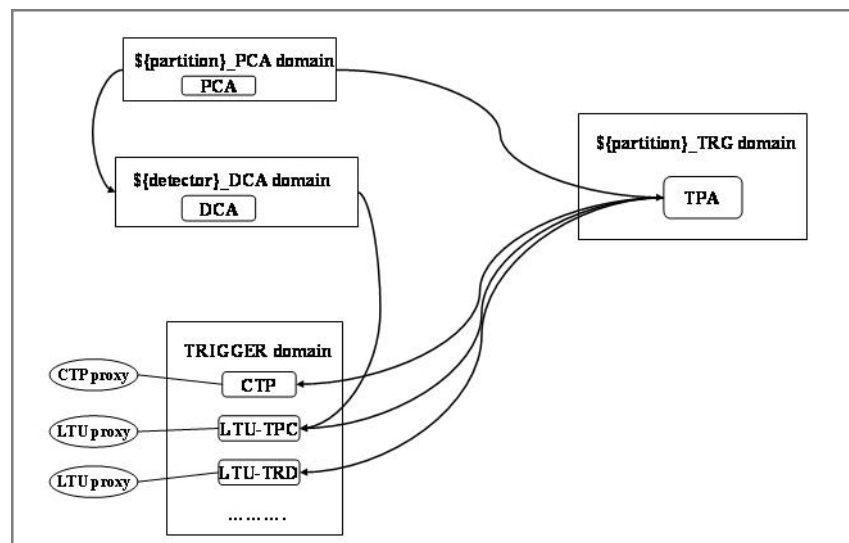 ${partition}_PCA domain
PCA
${partition}_TRG domain
TPA
${detector}_DCA domain
DCA
TRIGGER domain
CTP proxy
CTP
LTU proxy
LTU-TPC
LTU proxy
LTU-TRD
..........